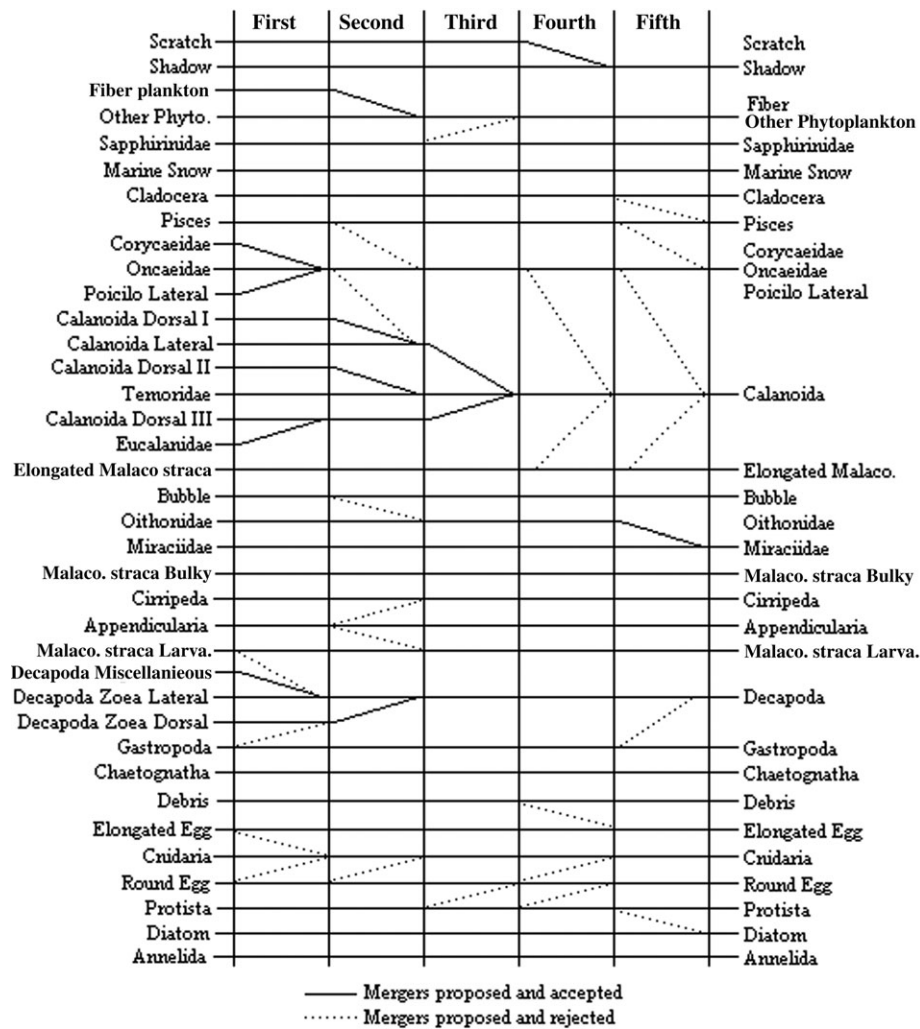 First Second Third Fourth Fifth
Scratch Scratch
Shadow Shadow
Fiber plankton Fiber
Other Phyto. Other Phytoplankton
Sapphirinidae Sapphirinidae
Marine Snow Marine Snow
Cladocera Cladocera
Pisces Pisces
Corycaeidae Corycaeidae
Oncaeidae Oncaeidae
Poicilo Lateral Poicilo Lateral
Calanoida Dorsal I
Calanoida Lateral
Calanoida Dorsal II
Temoridae Calanoida
Calanoida Dorsal III
Eucalanidae
Elongated Malaco straca Elongated Malaco.
Bubble Bubble
Oithonidae Oithonidae
Miraciidae Miraciidae
Malaco. straca Bulky Malaco. straca Bulky
Cirripeda Cirripeda
Appendicularia Appendicularia
Malaco. straca Larva. Malaco. straca Larva.
Decapoda Miscellanieous
Decapoda Zoea Lateral Decapoda
Decapoda Zoea Dorsal
Gastropoda Gastropoda
Chaetognatha Chaetognatha
Debris Debris
Elongated Egg Elongated Egg
Cnidaria Cnidaria
Round Egg Round Egg
Protista Protista
Diatom Diatom
Annelida Annelida
Mergers proposed and accepted
Mergers proposed and rejected